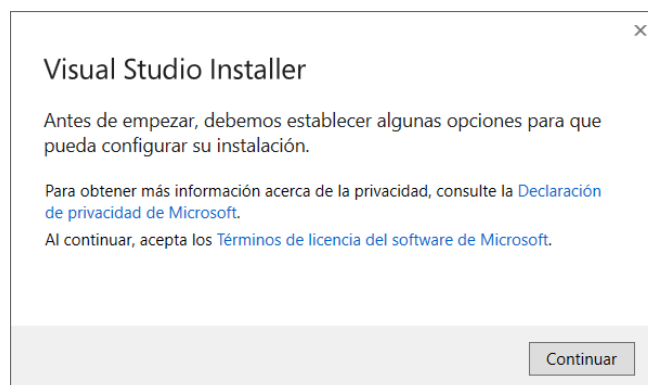 Visual Studio Installer
Antes de empezar, debemos establecer algunas opciones para que
pueda configurar su instalación.
Para obtener más información acerca de la privacidad, consulte la Declaración
de privacidad de Microsoft.
Al continuar, acepta los Términos de licencia del software de Microsoft.
Continuar